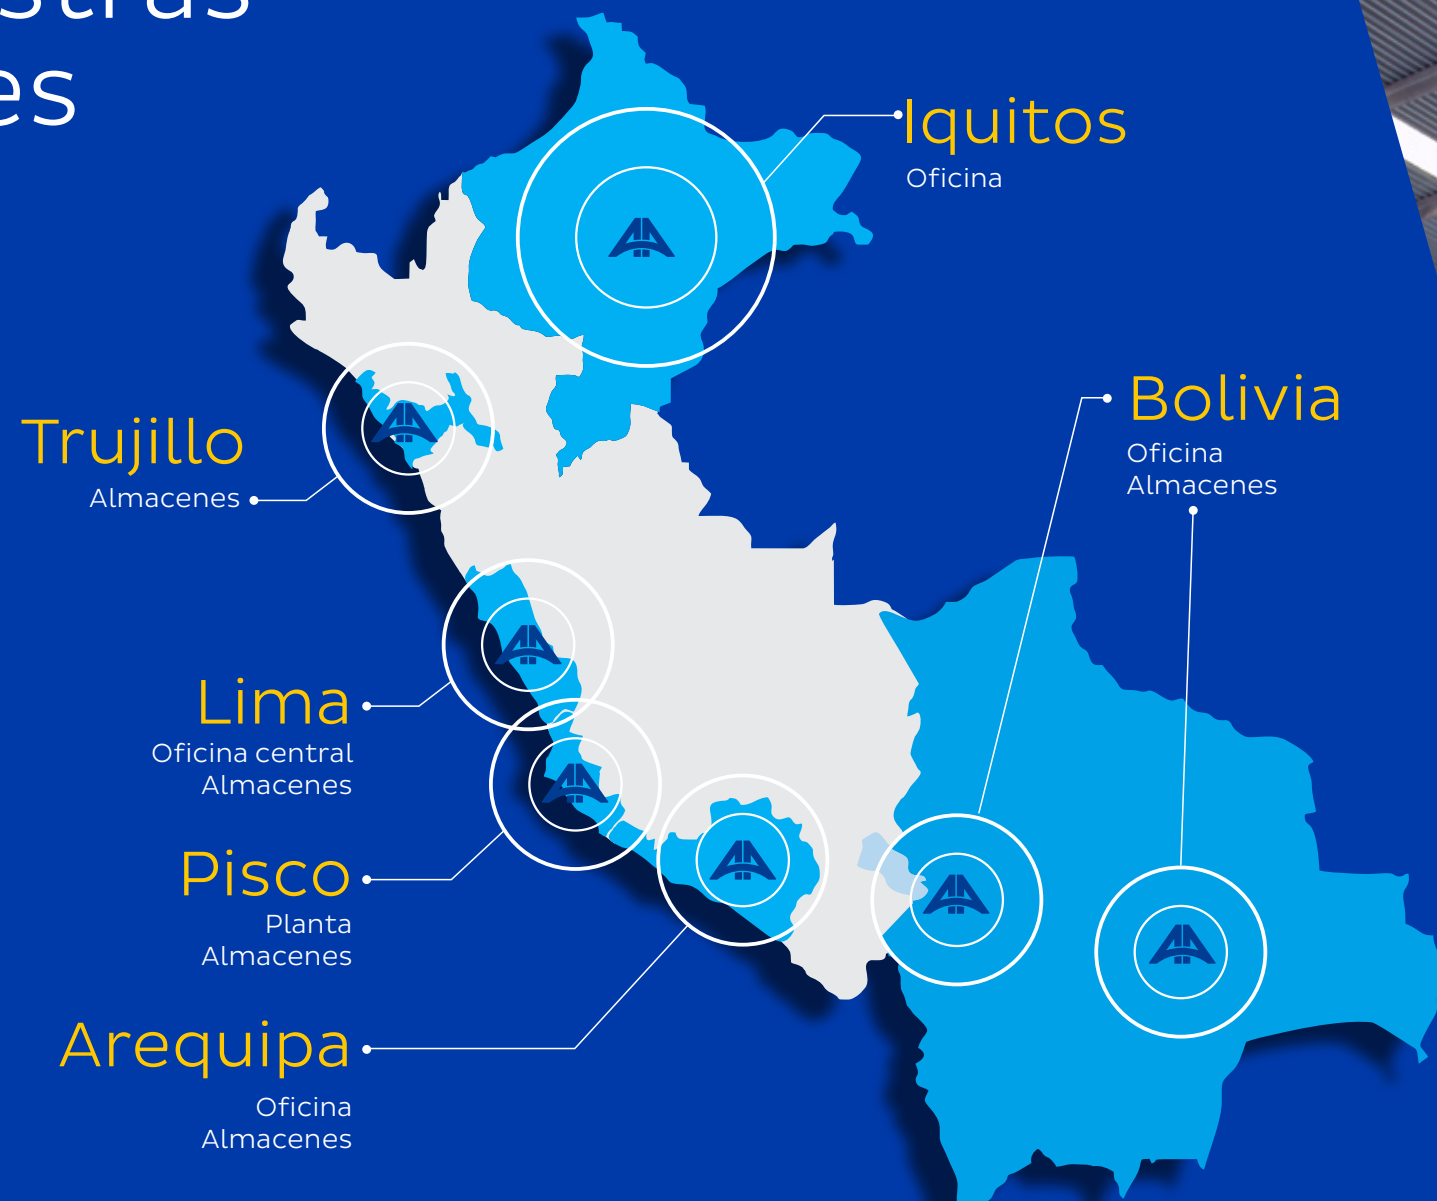 Iquitos
Oficina
Trujillo
Almacenes
Bolivia
Oficina
Almacenes
Lima
Oficina central
Almacenes
Pisco
Planta
Almacenes
Arequipa
Oficina
Almacenes